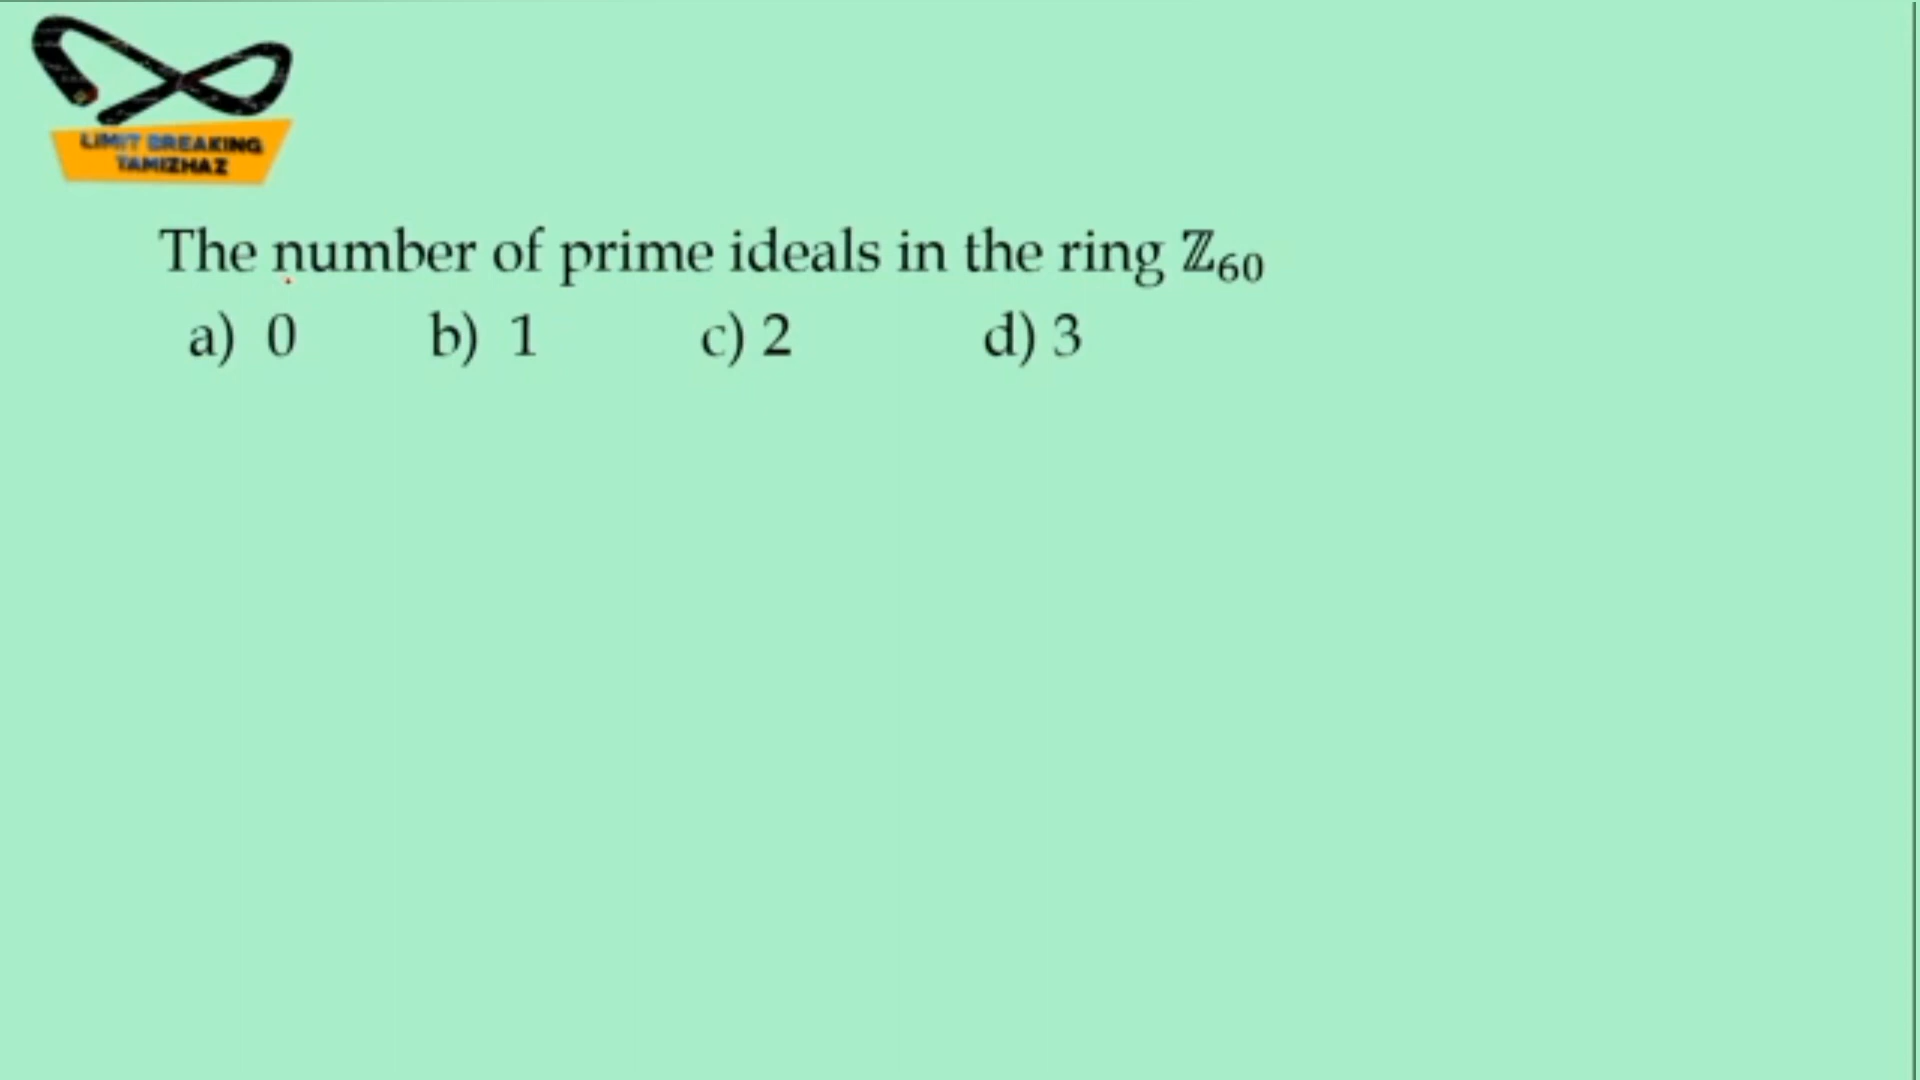 LIMIT BREAKING
TAMIZHAZ
The number of prime ideals in the ring ℤ₆₀
a) 0 b) 1 c) 2 d) 3